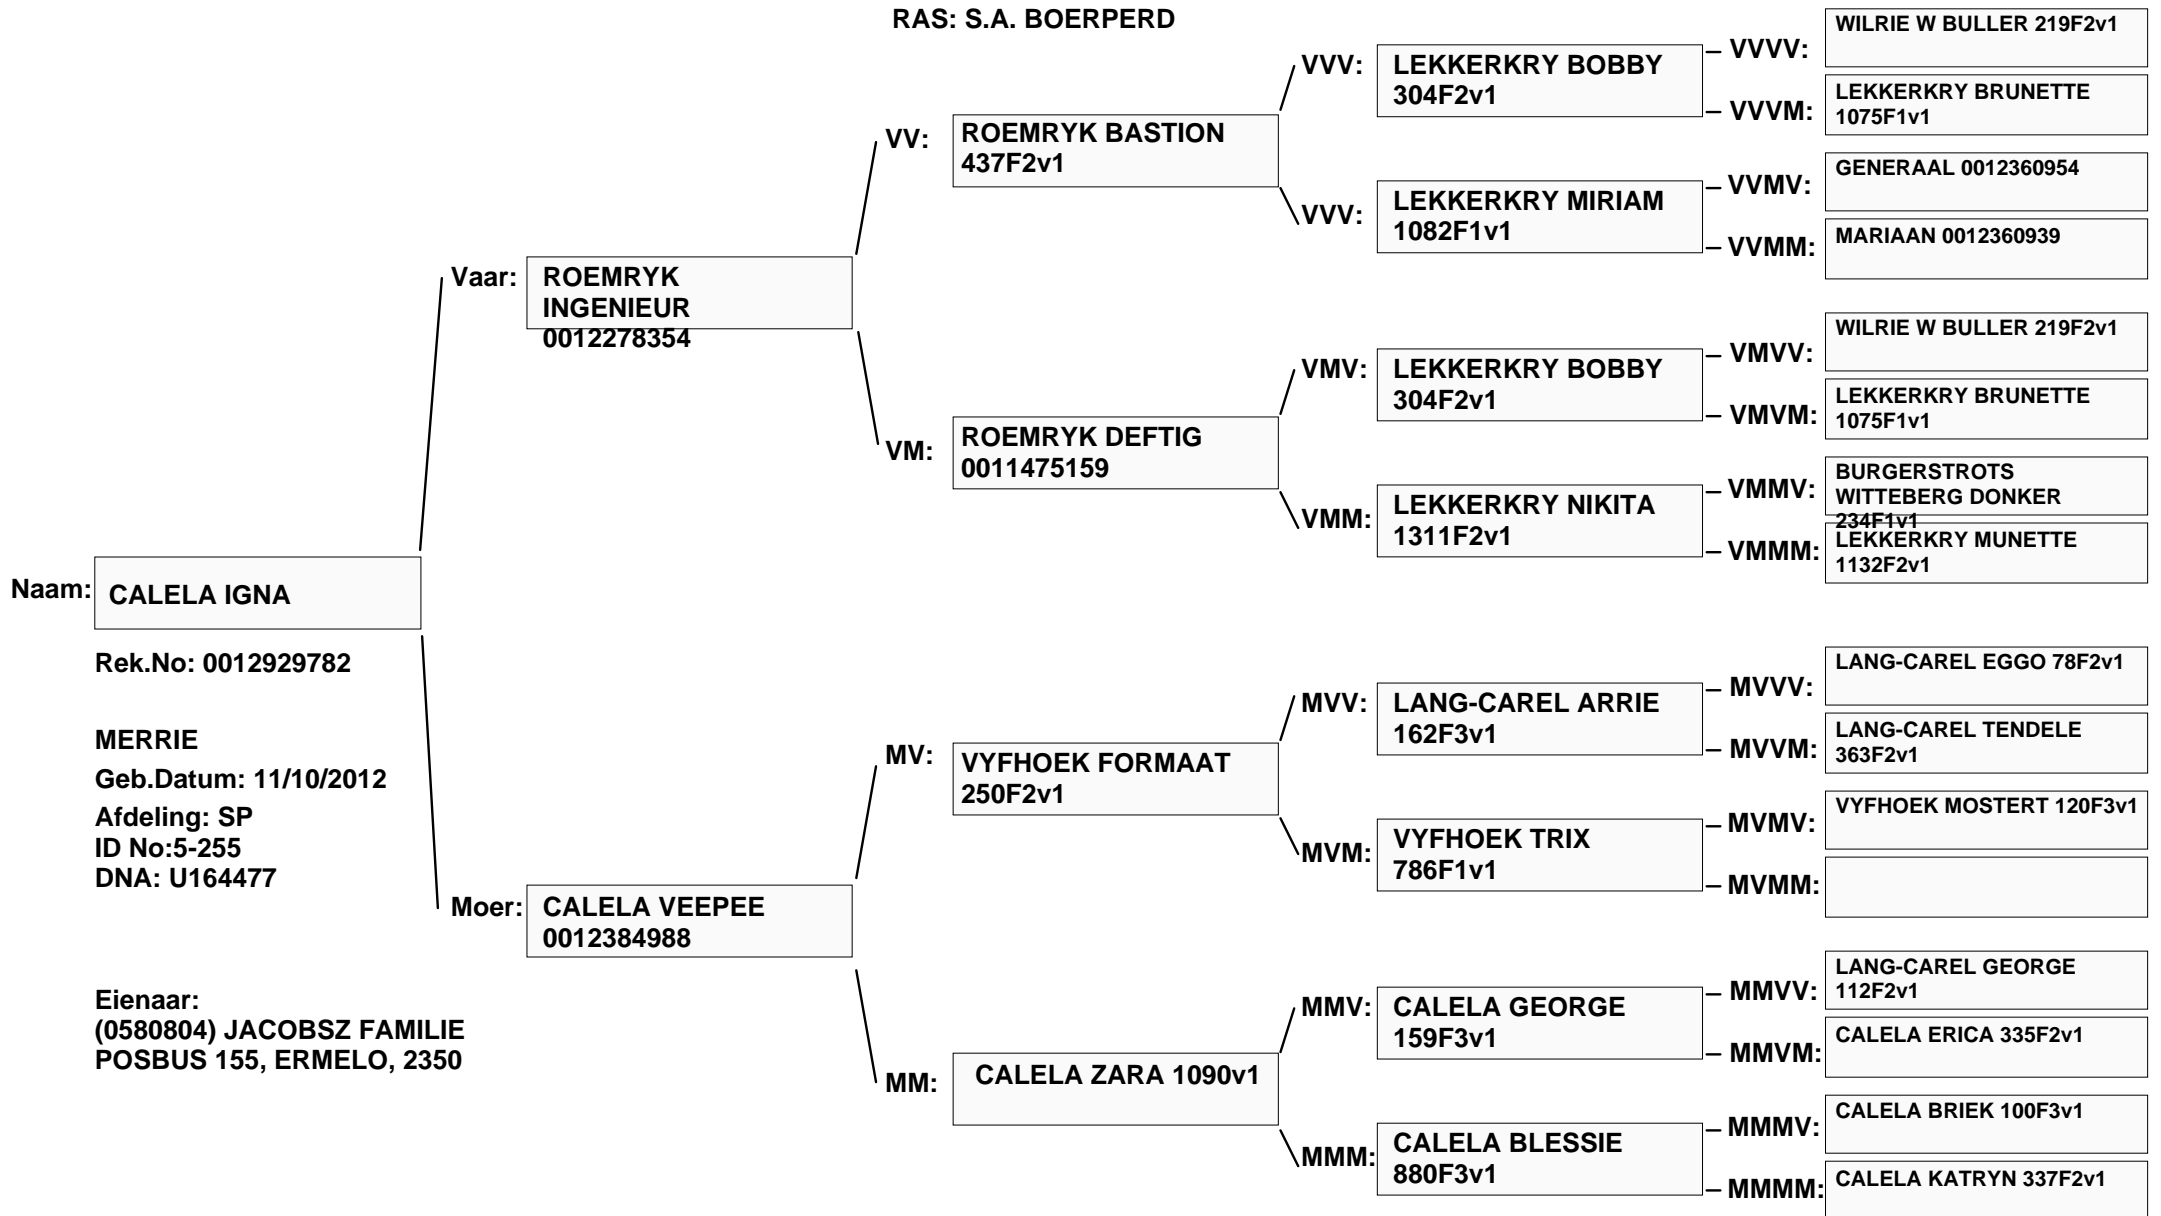 RAS: S.A. BOERPERD
Naam:
CALELA IGNA
Rek.No: 0012929782
MERRIE
Geb.Datum: 11/10/2012
Afdeling: SP
ID No:5-255
DNA: U164477
Eienaar:
(0580804) JACOBSZ FAMILIE
POSBUS 155, ERMELO, 2350
Vaar:
ROEMRYK
INGENIEUR
0012278354
Moer:
CALELA VEEPEE
0012384988
VV:
ROEMRYK BASTION
437F2v1
VM:
ROEMRYK DEFTIG
0011475159
MV:
VYFHOEK FORMAAT
250F2v1
MM:
CALELA ZARA 1090v1
VVV:
LEKKERKRY BOBBY
304F2v1
VVV:
LEKKERKRY MIRIAM
1082F1v1
VMV:
LEKKERKRY BOBBY
304F2v1
VMM:
LEKKERKRY NIKITA
1311F2v1
MVV:
LANG-CAREL ARRIE
162F3v1
MVM:
VYFHOEK TRIX
786F1v1
MMV:
CALELA GEORGE
159F3v1
MMM:
CALELA BLESSIE
880F3v1
VVVV:
WILRIE W BULLER 219F2v1
VVVM:
LEKKERKRY BRUNETTE
1075F1v1
VVMV:
GENERAAL 0012360954
VVMM:
MARIAAN 0012360939
VMVV:
WILRIE W BULLER 219F2v1
VMVM:
LEKKERKRY BRUNETTE
1075F1v1
VMMV:
BURGERSTROTS
WITTEBERG DONKER
234F1v1
VMMM:
LEKKERKRY MUNETTE
1132F2v1
MVVV:
LANG-CAREL EGGO 78F2v1
MVVM:
LANG-CAREL TENDELE
363F2v1
MVMV:
VYFHOEK MOSTERT 120F3v1
MVMM:
MMVV:
LANG-CAREL GEORGE
112F2v1
MMVM:
CALELA ERICA 335F2v1
MMMV:
CALELA BRIEK 100F3v1
MMMM:
CALELA KATRYN 337F2v1